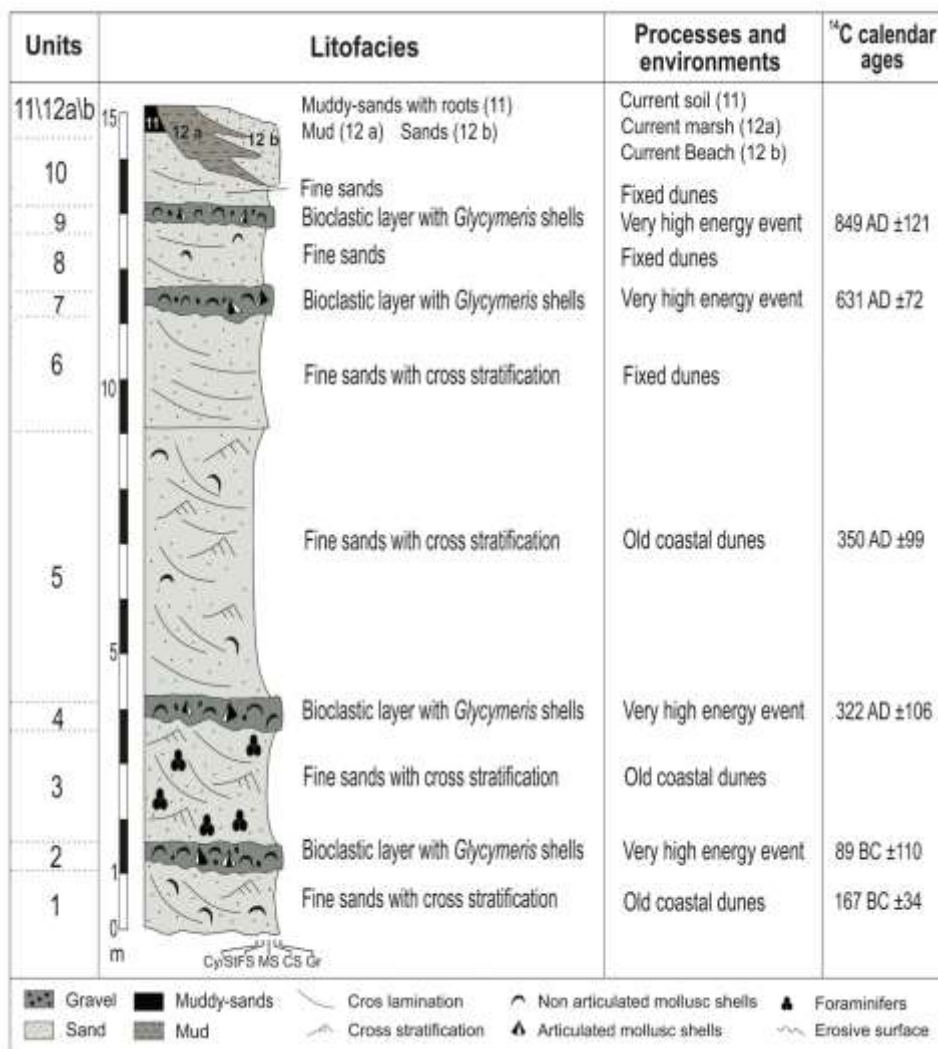 Units
Litofacies
Processes and
environments
¹⁴C calendar
ages
11\12a\b
15
11
12 a
12 b
Muddy-sands with roots (11)
Mud (12 a) Sands (12 b)
Current soil (11)
Current marsh (12a)
Current Beach (12 b)
10
Fine sands
Fixed dunes
9
Bioclastic layer with Glycymeris shells
Very high energy event
849 AD ±121
8
Fine sands
Fixed dunes
7
Bioclastic layer with Glycymeris shells
Very high energy event
631 AD ±72
6
10
Fine sands with cross stratification
Fixed dunes
5
Fine sands with cross stratification
Old coastal dunes
350 AD ±99
5
4
Bioclastic layer with Glycymeris shells
Very high energy event
322 AD ±106
3
Fine sands with cross stratification
Old coastal dunes
2
1
Bioclastic layer with Glycymeris shells
Very high energy event
89 BC ±110
1
Fine sands with cross stratification
Old coastal dunes
167 BC ±34
0
m
Cy/StFS MS CS Gr
Gravel
Muddy-sands
Cros lamination
Non articulated mollusc shells
Foraminifers
Sand
Mud
Cross stratification
Articulated mollusc shells
Erosive surface